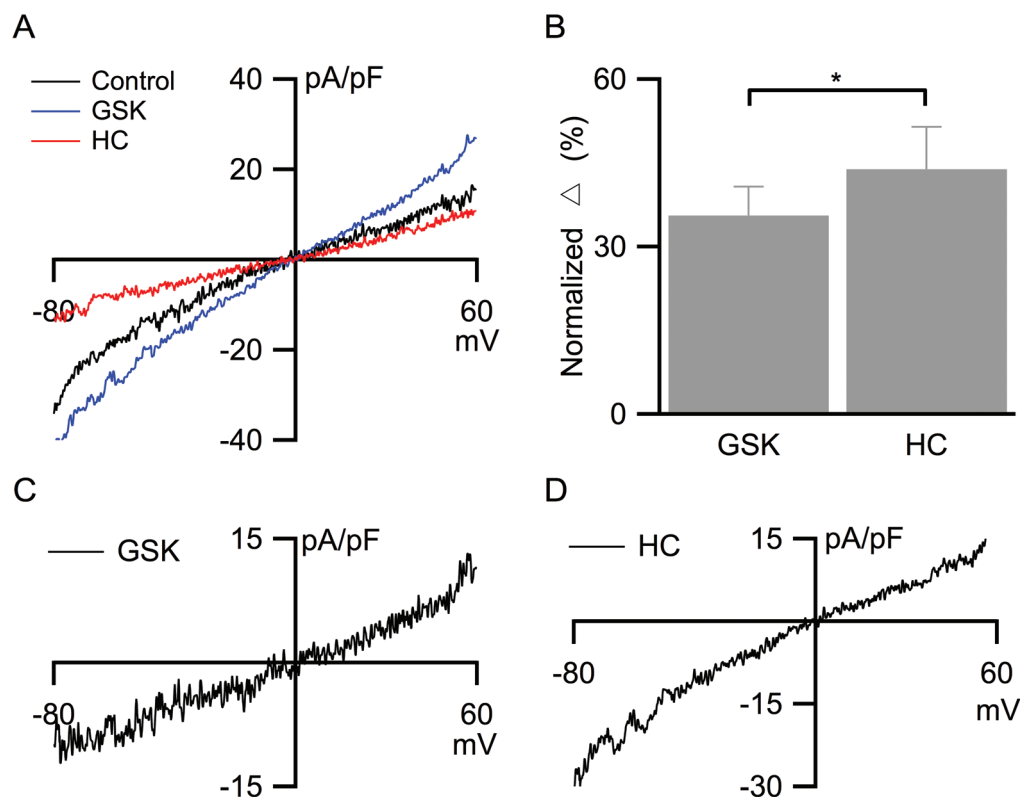 A
Control
GSK
HC
pA/pF
40
20
-20
-40
-80
60
mV
B
Normalized △ (%)
60
30
0
*
GSK
HC
C
GSK
15
pA/pF
-80
60
mV
-15
D
HC
15
pA/pF
-80
60
mV
-15
-30